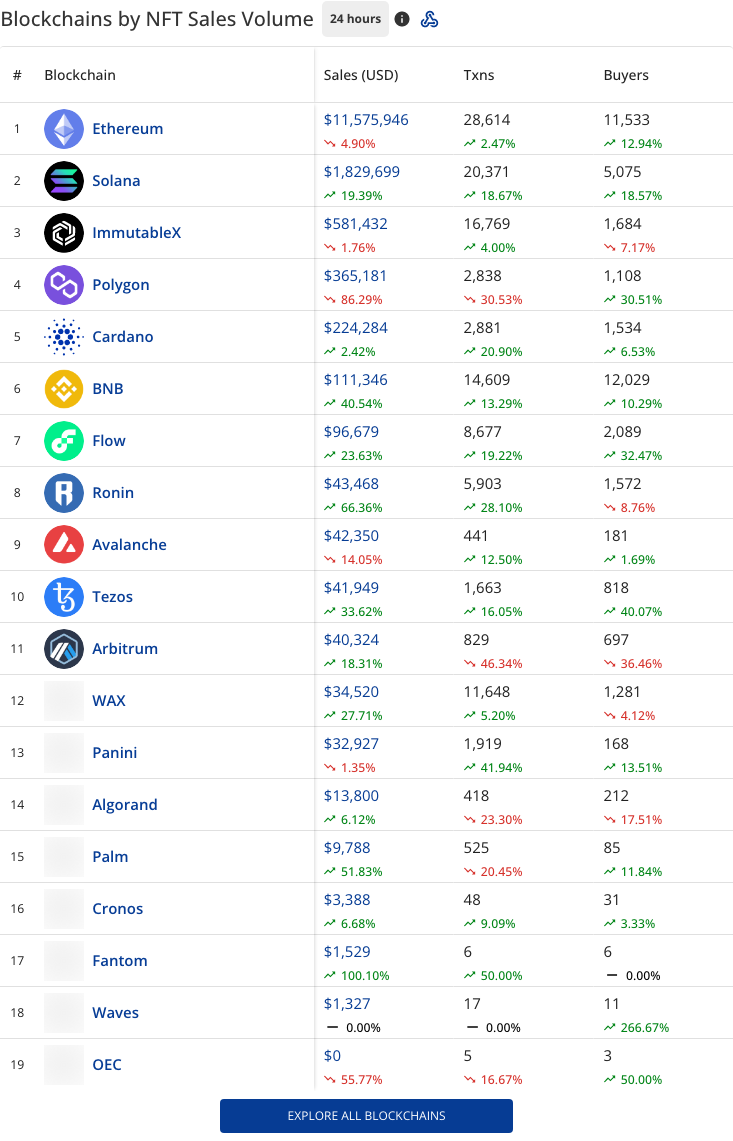 Blockchains by NFT Sales Volume 24 hours
# Blockchain Sales (USD) Txns Buyers
1 Ethereum $11,575,946 28,614 11,533
4.90% 2.47% 12.94%
2 Solana $1,829,699 20,371 5,075
19.39% 18.67% 18.57%
3 ImmutableX $581,432 16,769 1,684
1.76% 4.00% 7.17%
4 Polygon $365,181 2,838 1,108
86.29% 30.53% 30.51%
5 Cardano $224,284 2,881 1,534
2.42% 20.90% 6.53%
6 BNB $111,346 14,609 12,029
40.54% 13.29% 10.29%
7 Flow $96,679 8,677 2,089
23.63% 19.22% 32.47%
8 Ronin $43,468 5,903 1,572
66.36% 28.10% 8.76%
9 Avalanche $42,350 441 181
14.05% 12.50% 1.69%
10 Tezos $41,949 1,663 818
33.62% 16.05% 40.07%
11 Arbitrum $40,324 829 697
18.31% 46.34% 36.46%
12 WAX $34,520 11,648 1,281
27.71% 5.20% 4.12%
13 Panini $32,927 1,919 168
1.35% 41.94% 13.51%
14 Algorand $13,800 418 212
6.12% 23.30% 17.51%
15 Palm $9,788 525 85
51.83% 20.45% 11.84%
16 Cronos $3,388 48 31
6.68% 9.09% 3.33%
17 Fantom $1,529 6 6
100.10% 50.00% 0.00%
18 Waves $1,327 17 11
0.00% 0.00% 266.67%
19 OEC $0 5 3
55.77% 16.67% 50.00%
EXPLORE ALL BLOCKCHAINS